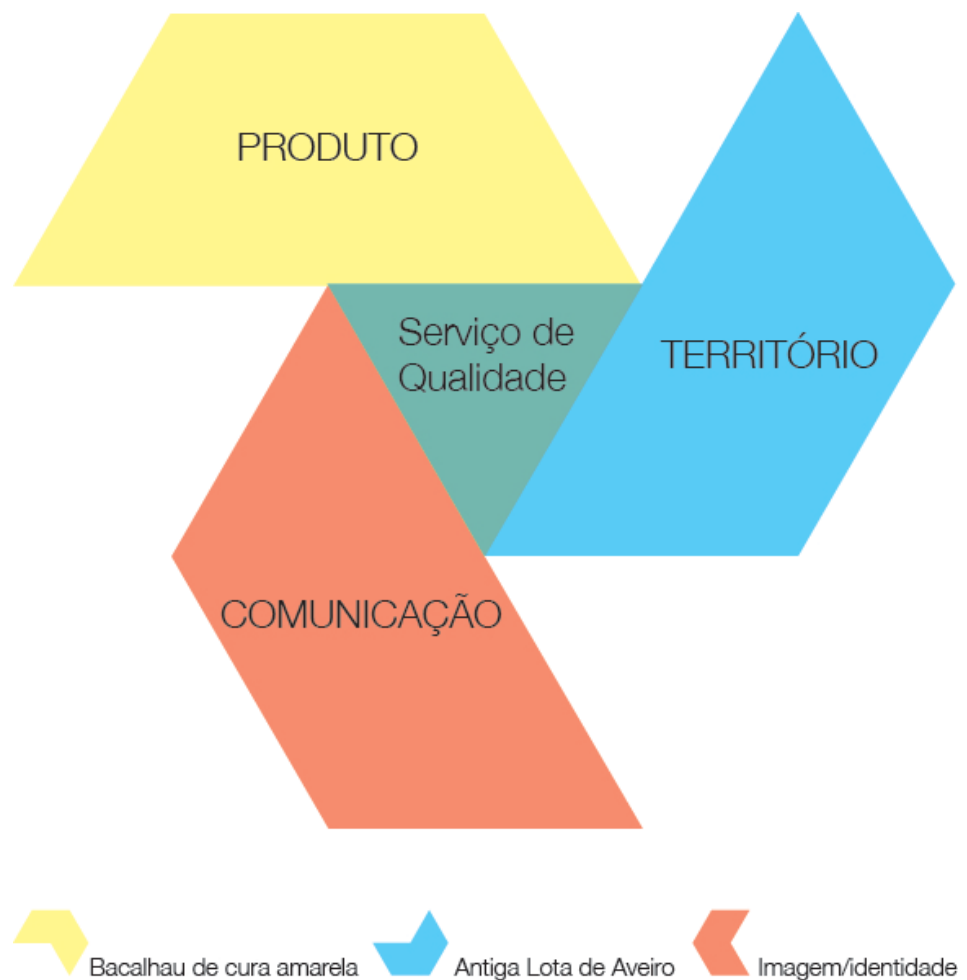 PRODUTO
Serviço de
Qualidade
TERRITÓRIO
COMUNICAÇÃO
Bacalhau de cura amarela
Antiga Lota de Aveiro
Imagem/identidade